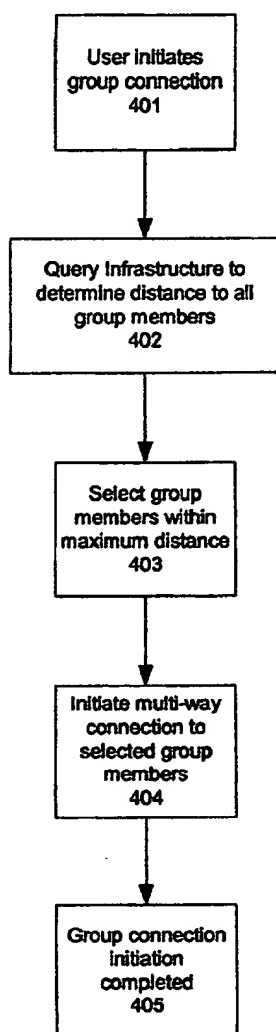 User initiates
group connection
401
Query Infrastructure to
determine distance to all
group members
402
Select group
members within
maximum distance
403
Initiate multi-way
connection to
selected group
members
404
Group connection
initiation
completed
405